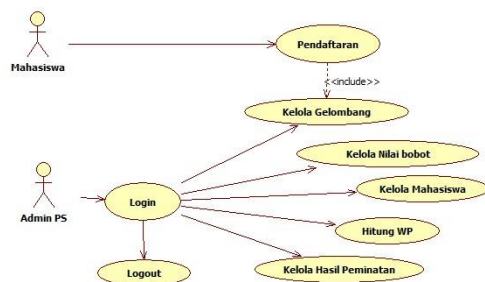 Mahasiswa
Pendaftaran
<<include>>
Kelola Gelombang
Kelola Nilai bobot
Kelola Mahasiswa
Admin PS
Login
Hitung WP
Logout
Kelola Hasil Peminatan